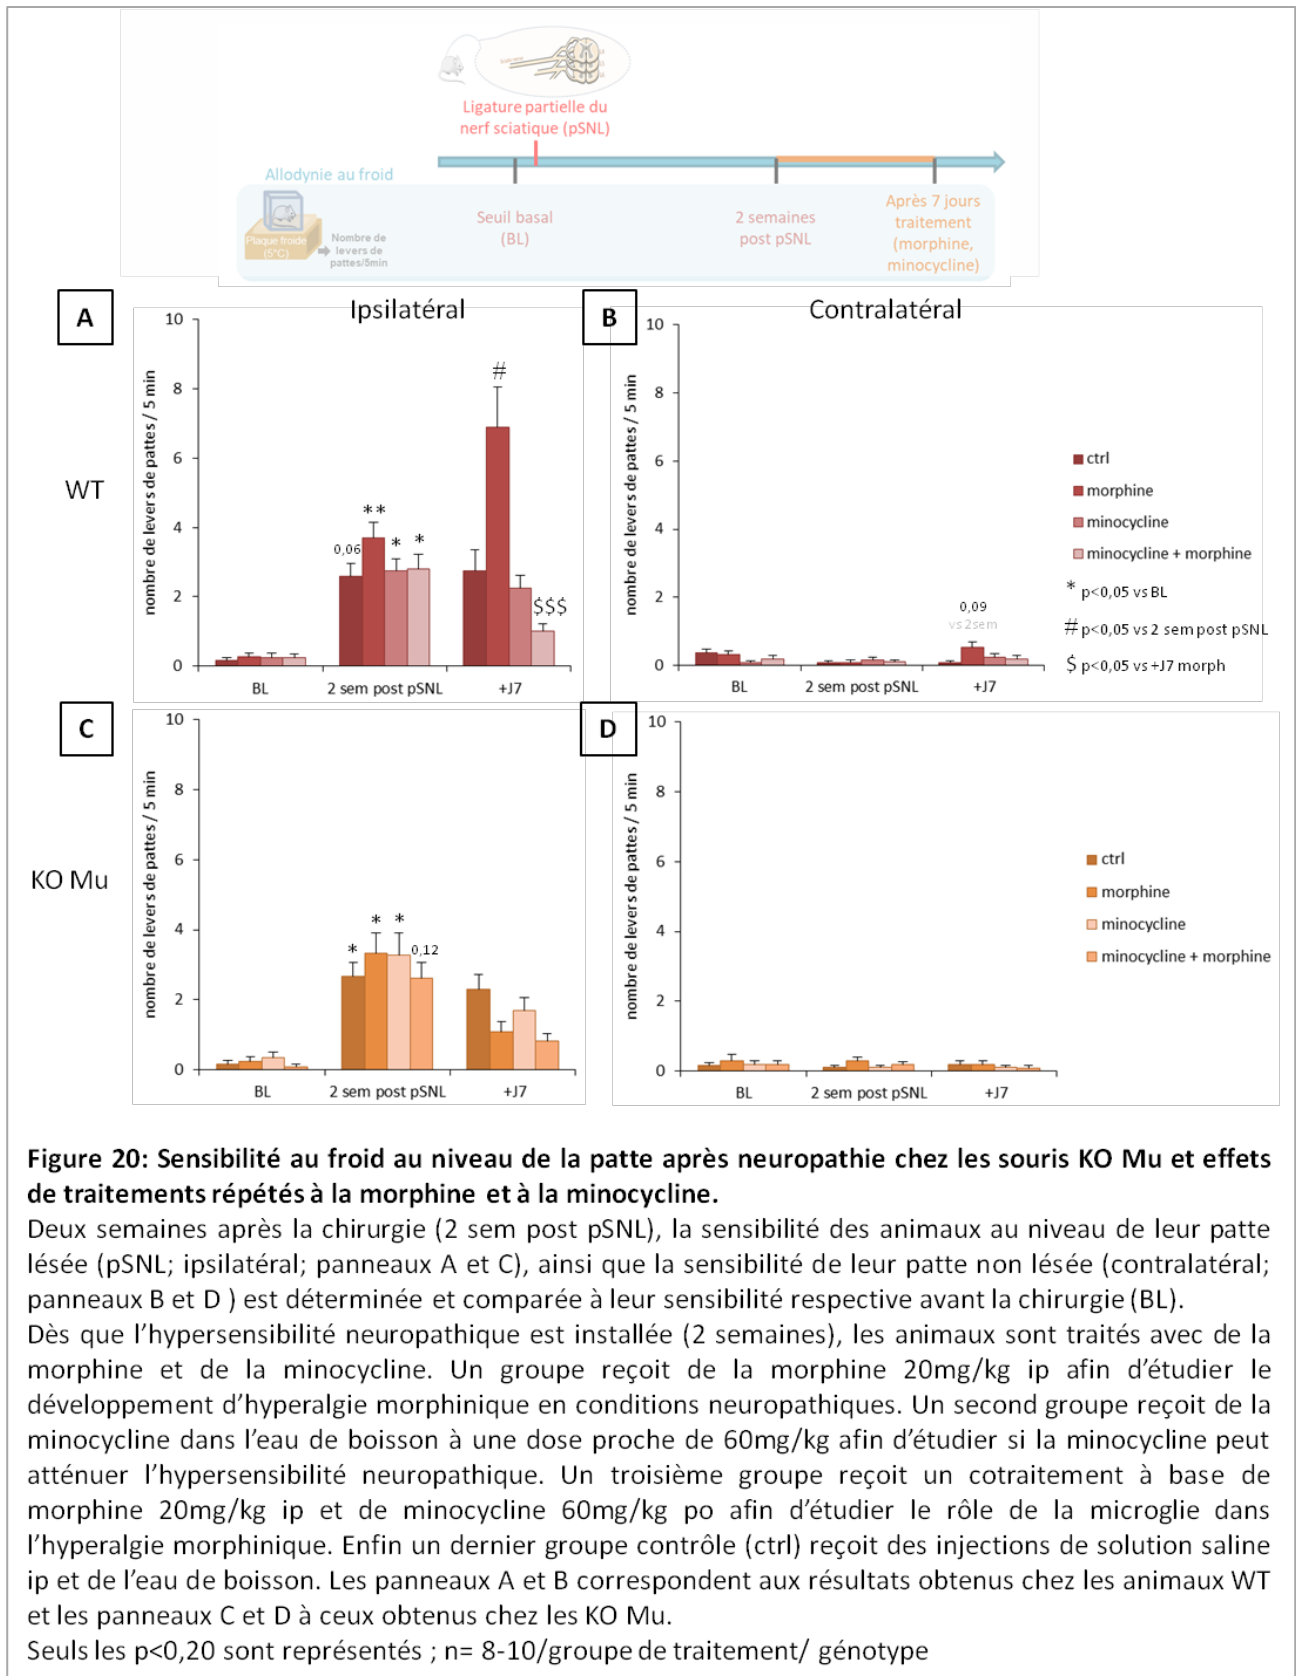 Ligature partielle du
nerf sciatique (pSNL)
Allodynie au froid
Plaque froide
(5°C)
Nombre de
levers de
pattes/5min
Seuil basal
(BL)
2 semaines
post pSNL
Après 7 jours
traitement
(morphine,
minocycline)
A
Ipsilatéral
B
Contralatéral
WT
nombre de levers de pattes / 5 min
10
8
6
4
2
0
0,06
**
*
*
#
$$$
BL
2 sem post pSNL
+J7
nombre de levers de pattes / 5 min
10
8
6
4
2
0
0,09
vs 2sem
BL
2 sem post pSNL
+J7
ctrl
morphine
minocycline
minocycline + morphine
* p<0,05 vs BL
# p<0,05 vs 2 sem post pSNL
$ p<0,05 vs +J7 morph
C
D
KO Mu
nombre de levers de pattes / 5 min
10
8
6
4
2
0
*
*
*
0,12
BL
2 sem post pSNL
+J7
nombre de levers de pattes / 5 min
10
8
6
4
2
0
BL
2 sem post pSNL
+J7
ctrl
morphine
minocycline
minocycline + morphine
Figure 20: Sensibilité au froid au niveau de la patte après neuropathie chez les souris KO Mu et effets
de traitements répétés à la morphine et à la minocycline.
Deux semaines après la chirurgie (2 sem post pSNL), la sensibilité des animaux au niveau de leur patte
lésée (pSNL; ipsilatéral; panneaux A et C), ainsi que la sensibilité de leur patte non lésée (contralatéral;
panneaux B et D ) est déterminée et comparée à leur sensibilité respective avant la chirurgie (BL).
Dès que l'hypersensibilité neuropathique est installée (2 semaines), les animaux sont traités avec de la
morphine et de la minocycline. Un groupe reçoit de la morphine 20mg/kg ip afin d'étudier le
développement d'hyperalgie morphinique en conditions neuropathiques. Un second groupe reçoit de la
minocycline dans l'eau de boisson à une dose proche de 60mg/kg afin d'étudier si la minocycline peut
atténuer l'hypersensibilité neuropathique. Un troisième groupe reçoit un cotraitement à base de
morphine 20mg/kg ip et de minocycline 60mg/kg po afin d'étudier le rôle de la microglie dans
l'hyperalgie morphinique. Enfin un dernier groupe contrôle (ctrl) reçoit des injections de solution saline
ip et de l'eau de boisson. Les panneaux A et B correspondent aux résultats obtenus chez les animaux WT
et les panneaux C et D à ceux obtenus chez les KO Mu.
Seuls les p<0,20 sont représentés ; n= 8-10/groupe de traitement/ génotype